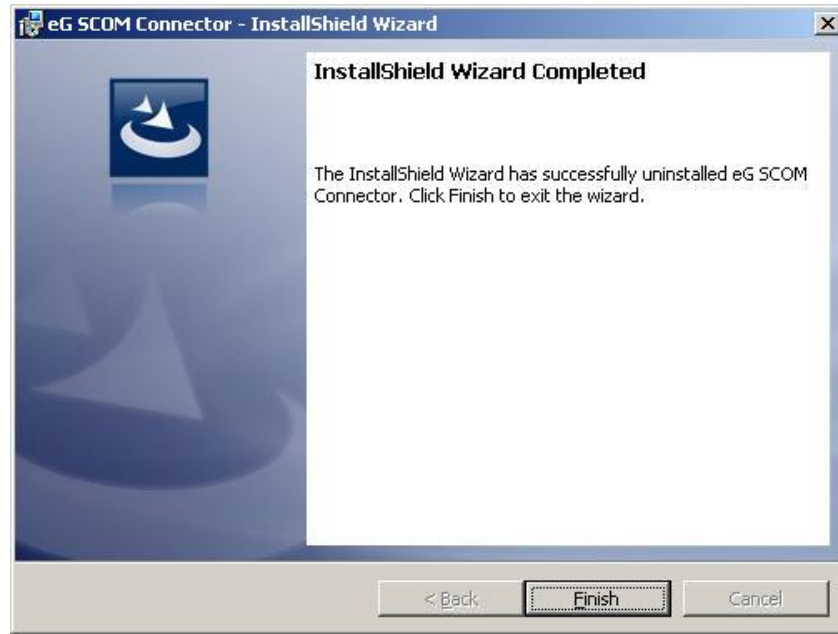 eG SCOM Connector - InstallShield Wizard
InstallShield Wizard Completed
The InstallShield Wizard has successfully uninstalled eG SCOM
Connector. Click Finish to exit the wizard.
< Back
Finish
Cancel